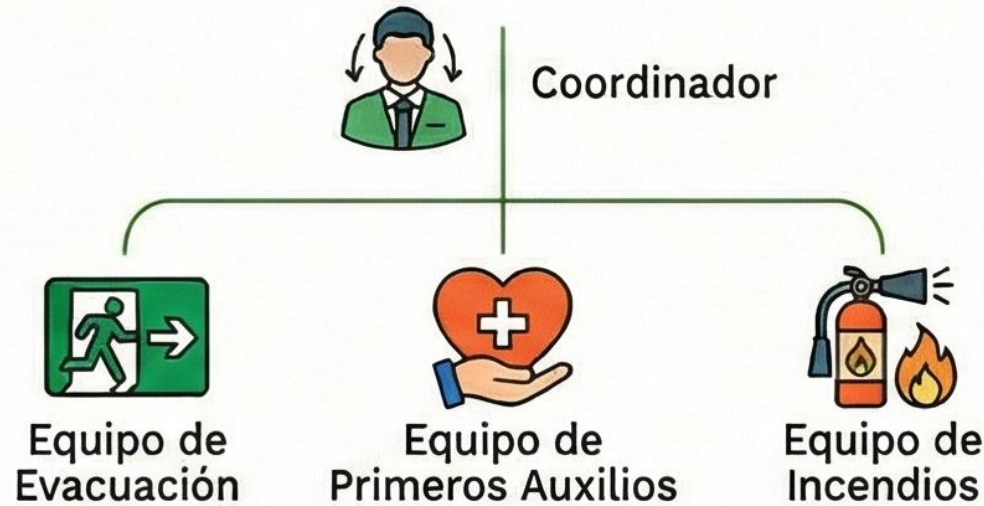 Coordinador
Equipo de
Evacuación
Equipo de
Primeros Auxilios
Equipo de
Incendios